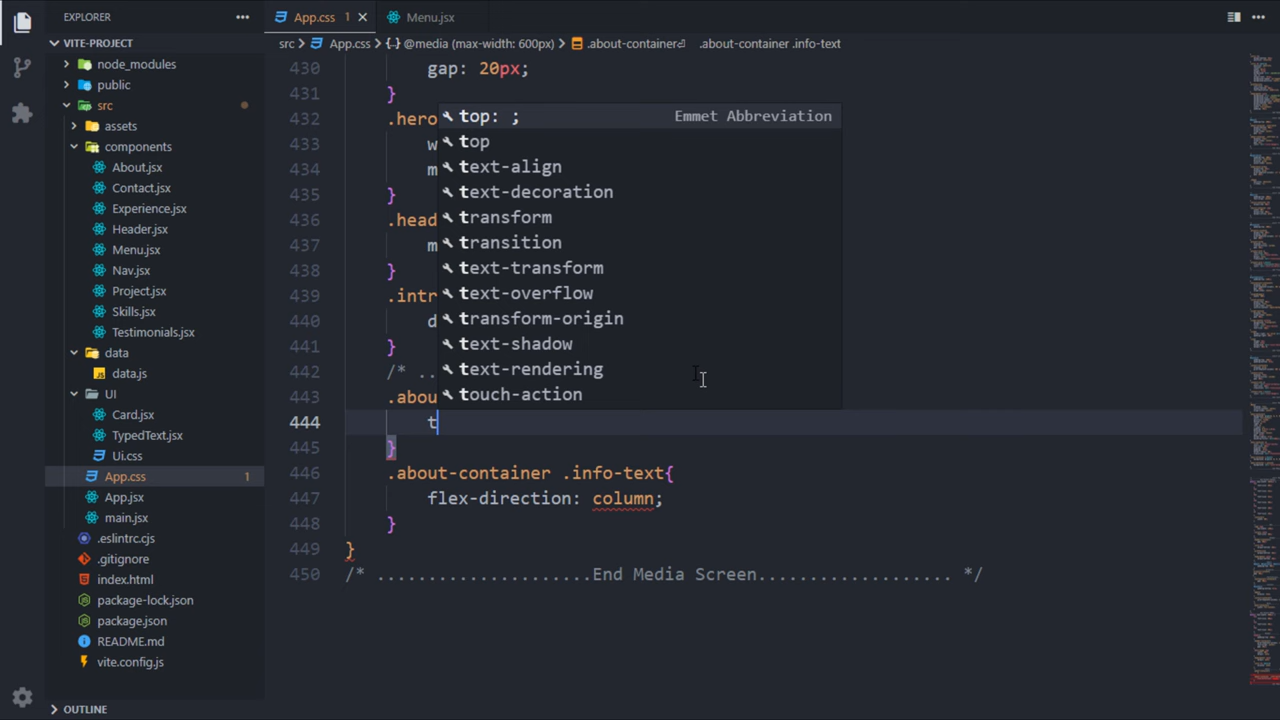 EXPLORER
App.css 1
Menu.jsx
VITE-PROJECT
src > App.css > {} @media (max-width: 600px) > .about-container .about-container .info-text
node_modules
public
src
assets
components
About.jsx
Contact.jsx
Experience.jsx
Header.jsx
Menu.jsx
Nav.jsx
Project.jsx
Skills.jsx
Testimonials.jsx
data
data.js
UI
Card.jsx
TypedText.jsx
Ui.css
App.css 1
App.jsx
main.jsx
.eslintrc.cjs
.gitignore
index.html
package-lock.json
package.json
README.md
vite.config.js
OUTLINE
430 gap: 20px;
431 }
432 .hero
433 w
434 m
435 }
436 .head
437 m
438 }
439 .intr
440 d
441 }
442 /* ..
443 .abou
444 t
445 }
446 .about-container .info-text{
447 flex-direction: column;
448 }
449 }
450 /* .....................End Media Screen................... */
top: ; Emmet Abbreviation
top
text-align
text-decoration
transform
transition
text-transform
text-overflow
transform-origin
text-shadow
text-rendering
touch-action